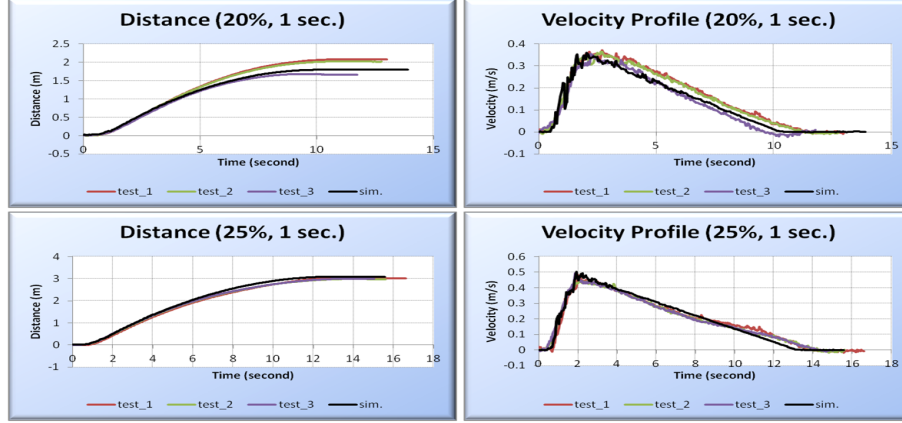 Distance (20%, 1 sec.)
2.5
2
1.5
1
0.5
0
-0.5
Distance (m)
0 5 10 15
Time (second)
test_1 test_2 test_3 sim.
Velocity Profile (20%, 1 sec.)
0.4
0.3
0.2
0.1
0
-0.1
Velocity (m/s)
0 5 10 15
Time (second)
test_1 test_2 test_3 sim.
Distance (25%, 1 sec.)
4
3
2
1
0
-1
Distance (m)
0 2 4 6 8 10 12 14 16 18
Time (second)
test_1 test_2 test_3 sim.
Velocity Profile (25%, 1 sec.)
0.6
0.5
0.4
0.3
0.2
0.1
0
-0.1
Velocity (m/s)
0 2 4 6 8 10 12 14 16 18
Time (second)
test_1 test_2 test_3 sim.